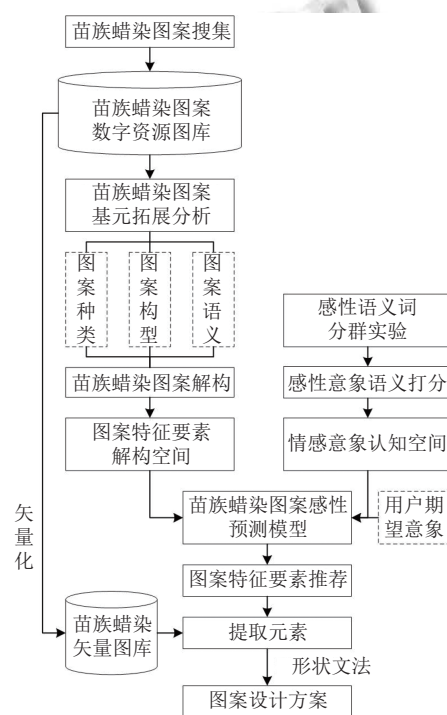 苗族蜡染图案搜集
苗族蜡染图案
数字资源图库
苗族蜡染图案
基元拓展分析
图案种类
图案构型
图案语义
感性语义词
分群实验
苗族蜡染图案解构
感性意象语义打分
图案特征要素
解构空间
情感意象认知空间
苗族蜡染图案感性
预测模型
用户期
望意象
矢量化
图案特征要素推荐
苗族蜡染
矢量图库
提取元素
形状文法
图案设计方案